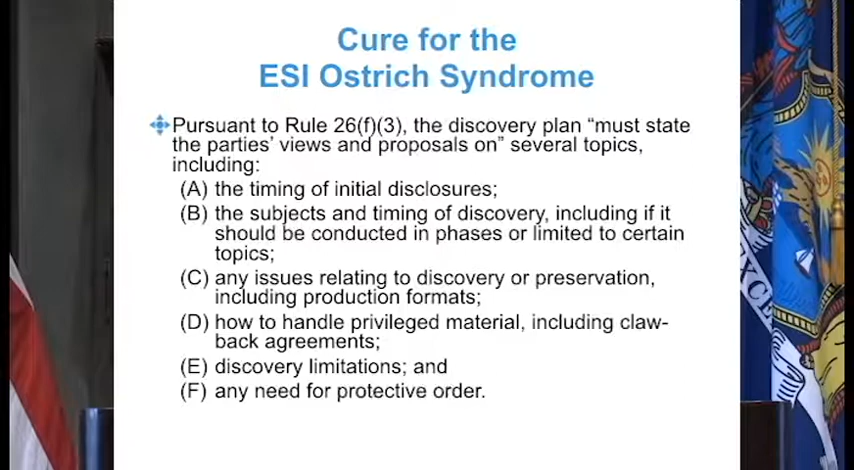 Cure for the
ESI Ostrich Syndrome
Pursuant to Rule 26(f)(3), the discovery plan “must state
the parties’ views and proposals on” several topics,
including:
(A) the timing of initial disclosures;
(B) the subjects and timing of discovery, including if it
should be conducted in phases or limited to certain
topics;
(C) any issues relating to discovery or preservation,
including production formats;
(D) how to handle privileged material, including claw-
back agreements;
(E) discovery limitations; and
(F) any need for protective order.